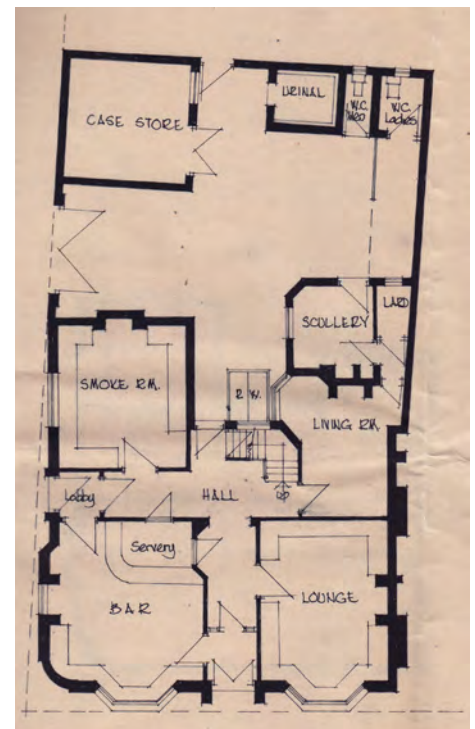 URINAL
W.C.
Men
W.C.
Ladies
CASE STORE
SCULLERY
LARD
SMOKE RM.
R.W.
LIVING RM.
Lobby
HALL
UP
Servery
BAR
LOUNGE